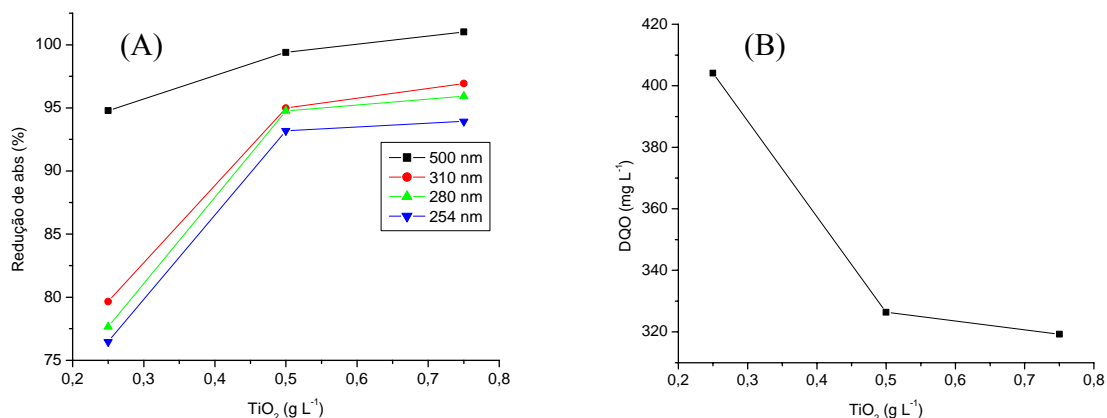 (A)
Redução de abs (%)
100
95
90
85
80
75
0,2 0,3 0,4 0,5 0,6 0,7 0,8
TiO2 (g L-1)
500 nm
310 nm
280 nm
254 nm
(B)
DQO (mg L-1)
400
380
360
340
320
0,2 0,3 0,4 0,5 0,6 0,7 0,8
TiO2 (g L-1)